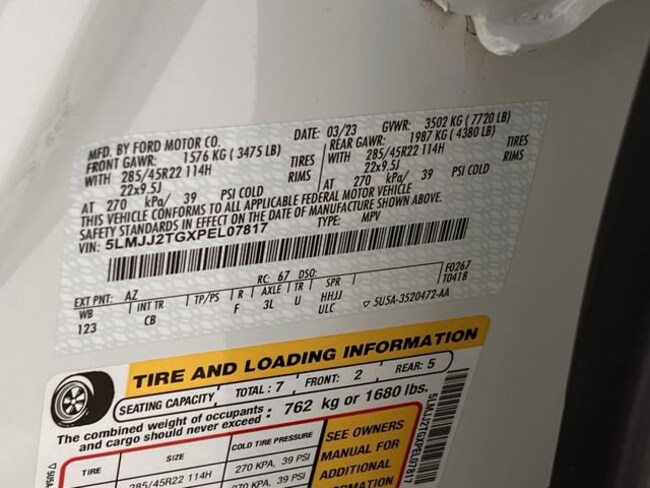 MFD. BY FORD MOTOR CO. DATE: 03/23 GVWR: 3502 KG ( 7720 LB)
FRONT GAWR: 1576 KG ( 3475 LB) REAR GAWR: 1987 KG ( 4380 LB)
WITH 285/45R22 114H TIRES WITH 285/45R22 114H TIRES
22x9.5J RIMS 22x9.5J RIMS
AT 270 kPa/ 39 PSI COLD AT 270 kPa/ 39 PSI COLD
THIS VEHICLE CONFORMS TO ALL APPLICABLE FEDERAL MOTOR VEHICLE
SAFETY STANDARDS IN EFFECT ON THE DATE OF MANUFACTURE SHOWN ABOVE.
VIN: 5LMJJ2TGXPEL07817 TYPE: MPV
EXT PNT: AZ RC: 67 DSO: F0267
WB INT TR TP/PS R AXLE TR SPR T0418
123 CB F 3L U HHJJ 5U5A-3520472-AA
ULC
TIRE AND LOADING INFORMATION
SEATING CAPACITY TOTAL : 7 FRONT: 2 REAR: 5
The combined weight of occupants and cargo should never exceed : 762 kg or 1680 lbs.
TIRE SIZE COLD TIRE PRESSURE SEE OWNERS
285/45R22 114H 270 KPA, 39 PSI MANUAL FOR
270 KPA, 39 PSI ADDITIONAL
5LMJJ2TGXPEL07817